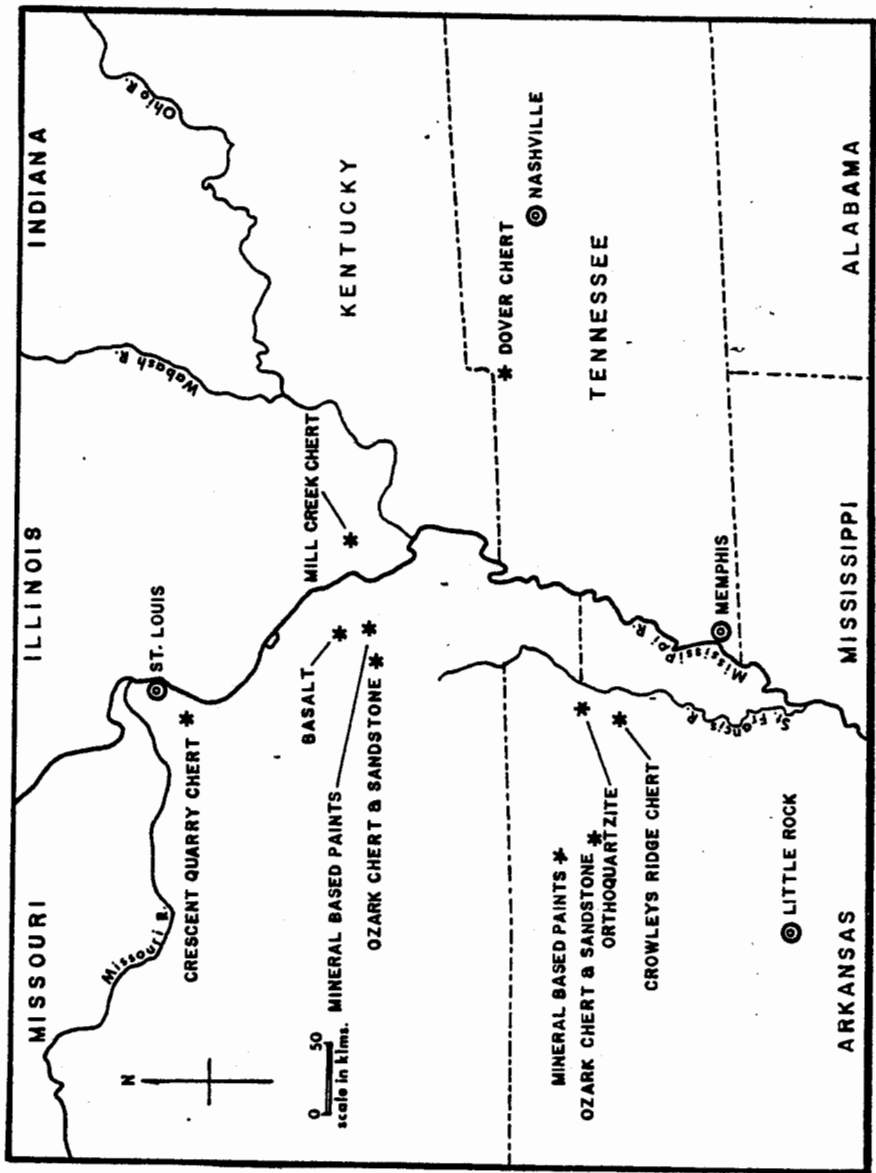 MISSOURI
ILLINOIS
INDIANA
Missouri R.
ST. LOUIS
Wabash R.
Ohio R.
CRESCENT QUARRY CHERT
N
0 50
scale in klms.
BASALT
MINERAL BASED PAINTS
OZARK CHERT & SANDSTONE
MILL CREEK CHERT
KENTUCKY
DOVER CHERT
NASHVILLE
TENNESSEE
MINERAL BASED PAINTS
OZARK CHERT & SANDSTONE
ORTHOQUARTZITE
CROWLEYS RIDGE CHERT
St. Francis R.
Mississippi R.
MEMPHIS
LITTLE ROCK
ARKANSAS
MISSISSIPPI
ALABAMA